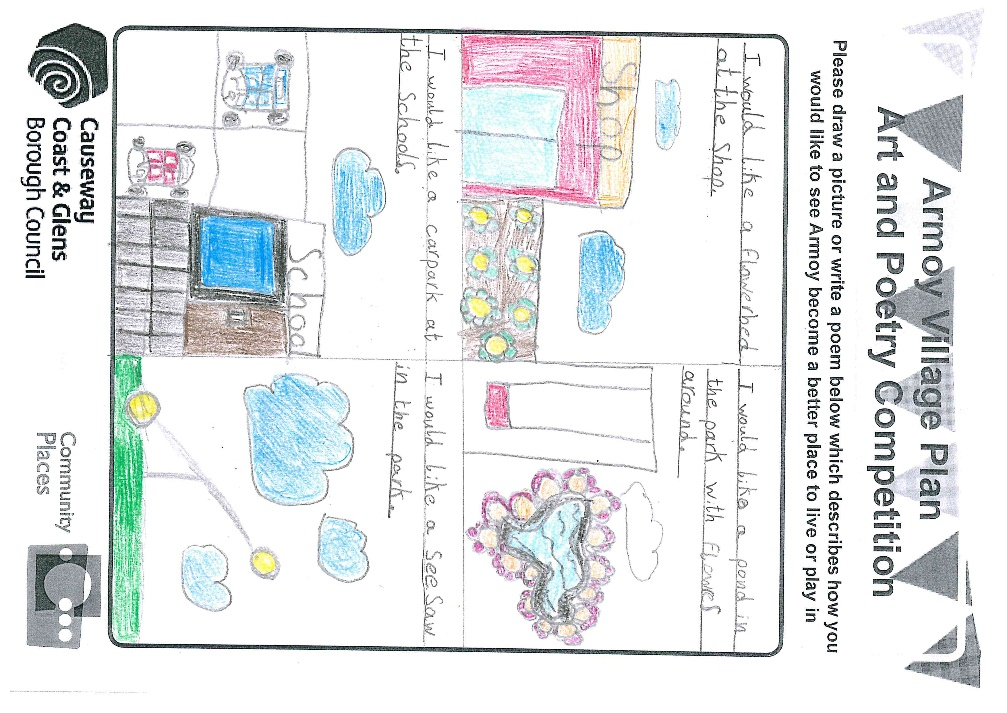 Armoy Village Plan
Art and Poetry Competition
Please draw a picture or write a poem below which describes how you
would like to see Armoy become a better place to live or play in
I would like a flowerbed
at the shop.
Shop
I would like a pond in
the park with flowers
around.
I would like a carpark at
the Schools.
School
I would like a SeeSaw
in the park.
Causeway
Coast & Glens
Borough Council
Community
Places